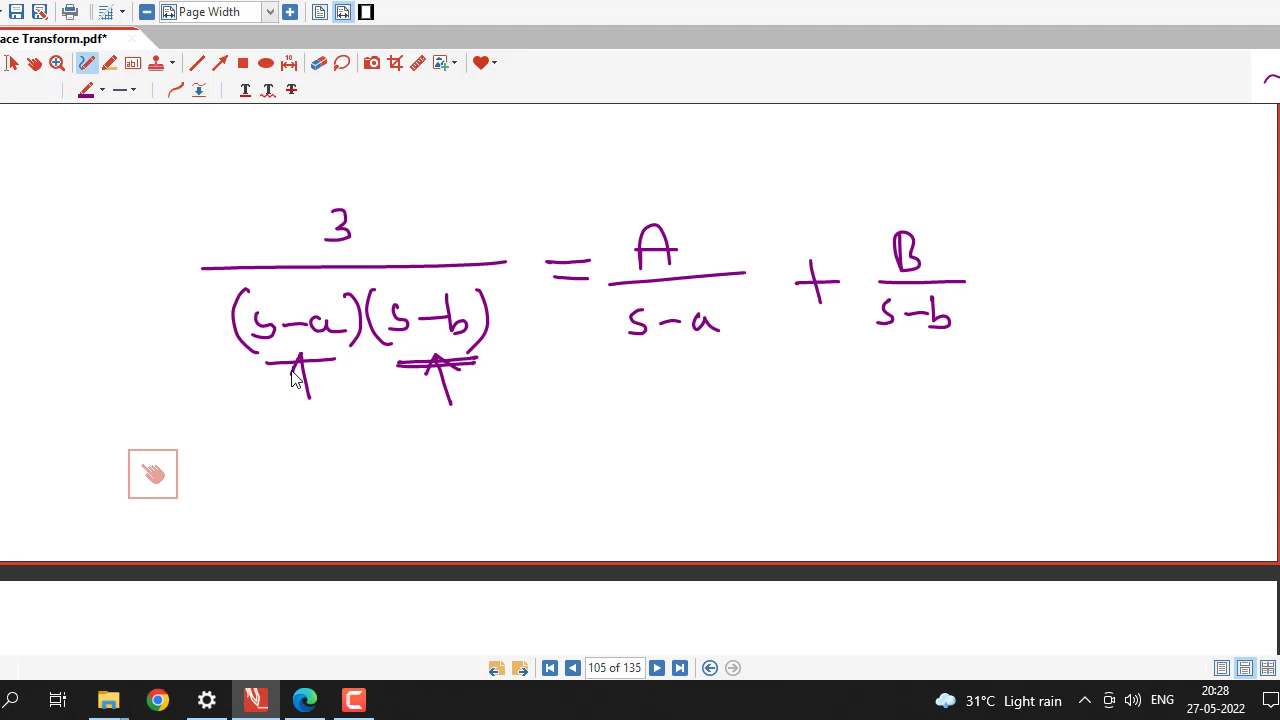 Page Width
ace Transform.pdf*
3
A
B
=
+
(s-a)(s-b)
s-a
s-b
105 of 135
31°C Light rain
ENG
20:28
27-05-2022